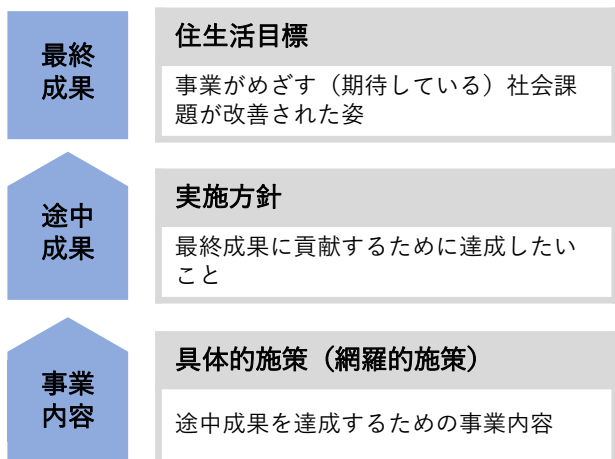 最終
成果
住生活目標
事業がめざす（期待している）社会課
題が改善された姿
途中
成果
実施方針
最終成果に貢献するために達成したい
こと
事業
内容
具体的施策（網羅的施策）
途中成果を達成するための事業内容